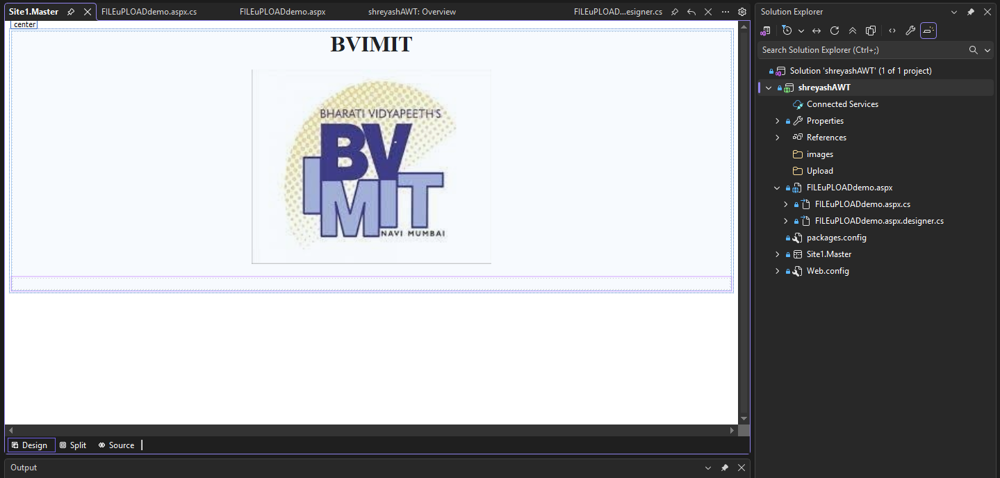 Site1.Master FILEuPLOADdemo.aspx.cs FILEuPLOADdemo.aspx shreyashAWT: Overview FILEuPLOAD...esigner.cs
center
BVIMIT
BHARATI VIDYAPEETH'S
BV
MIT
NAVI MUMBAI
Design Split Source
Output
Solution Explorer
Search Solution Explorer (Ctrl+;)
Solution 'shreyashAWT' (1 of 1 project)
shreyashAWT
Connected Services
Properties
References
images
Upload
FILEuPLOADdemo.aspx
FILEuPLOADdemo.aspx.cs
FILEuPLOADdemo.aspx.designer.cs
packages.config
Site1.Master
Web.config